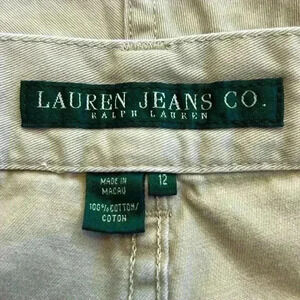 LAUREN JEANS CO.
RALPH LAUREN
MADE IN
MACAU
12
100% COTTON/
COTON